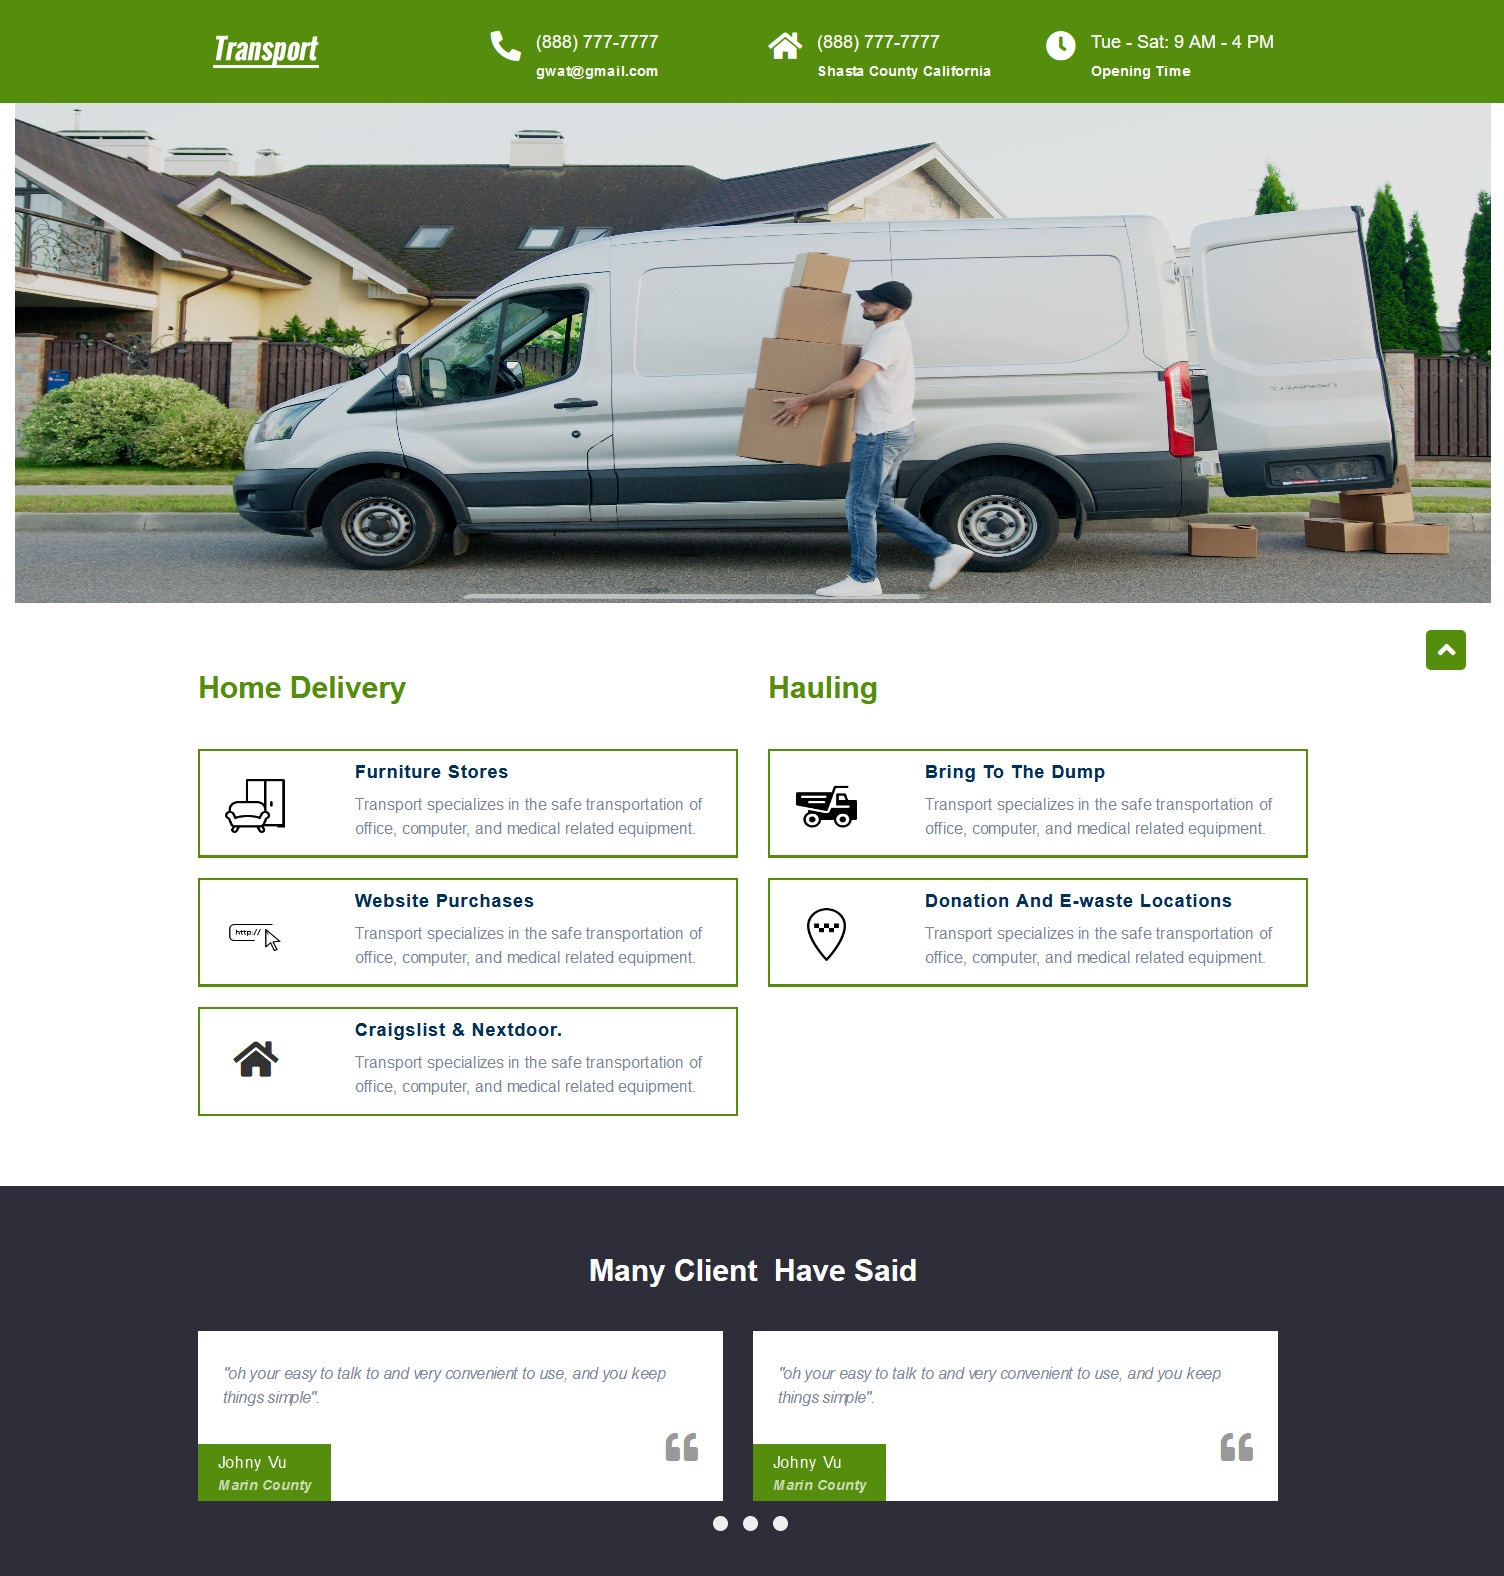 Transport
(888) 777-7777
gwat@gmail.com
(888) 777-7777
Shasta County California
Tue - Sat: 9 AM - 4 PM
Opening Time
TRANSIT
Home Delivery
Furniture Stores
Transport specializes in the safe transportation of
office, computer, and medical related equipment.
Website Purchases
http://
Transport specializes in the safe transportation of
office, computer, and medical related equipment.
Craigslist & Nextdoor.
Transport specializes in the safe transportation of
office, computer, and medical related equipment.
Hauling
Bring To The Dump
Transport specializes in the safe transportation of
office, computer, and medical related equipment.
Donation And E-waste Locations
Transport specializes in the safe transportation of
office, computer, and medical related equipment.
Many Client  Have Said
"oh your easy to talk to and very convenient to use, and you keep
things simple".
Johny Vu
Marin County
"oh your easy to talk to and very convenient to use, and you keep
things simple".
Johny Vu
Marin County